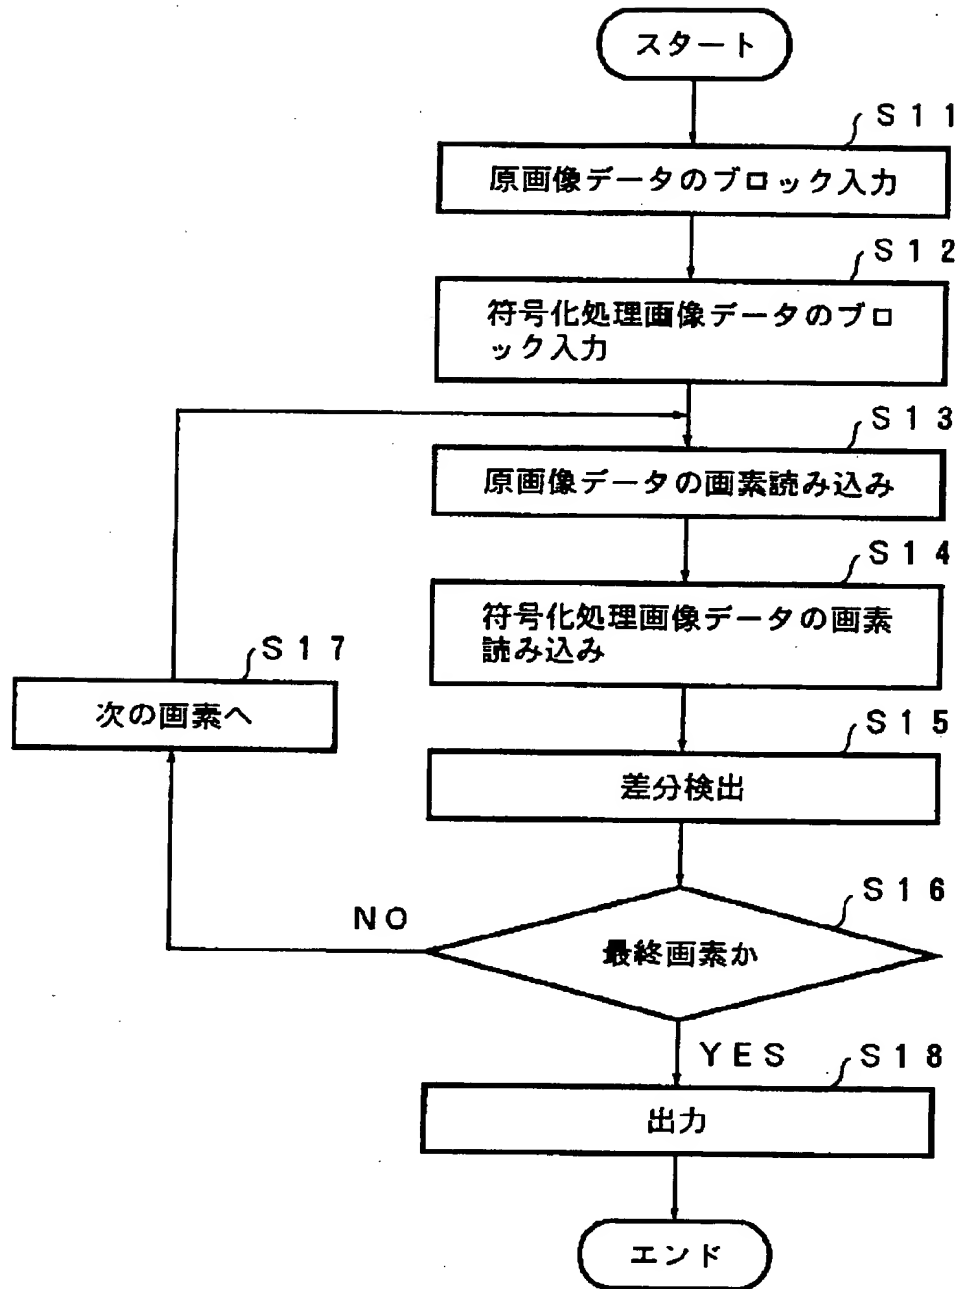 スタート
S11
原画像データのブロック入力
S12
符号化処理画像データのブロ
ック入力
S13
原画像データの画素読み込み
S14
符号化処理画像データの画素
読み込み
S17
次の画素へ
S15
差分検出
S16
NO
最終画素か
YES
S18
出力
エンド